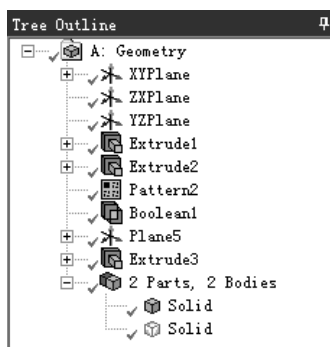 Tree Outline
A: Geometry
XYPlane
ZXPlane
YZPlane
Extrude1
Extrude2
Pattern2
Boolean1
Plane5
Extrude3
2 Parts, 2 Bodies
Solid
Solid